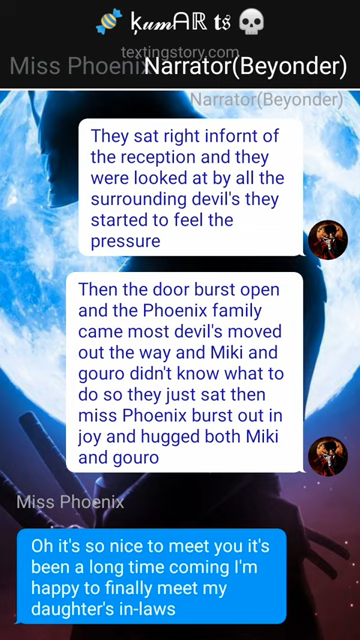 🍬 ķ𝓾𝓶ᗩℝ 𝐭𝔰 💀
textingstory.com
Miss Phoenix
Narrator(Beyonder)
Narrator(Beyonder)
They sat right infornt of
the reception and they
were looked at by all the
surrounding devil's they
started to feel the
pressure
Then the door burst open
and the Phoenix family
came most devil's moved
out the way and Miki and
gouro didn't know what to
do so they just sat then
miss Phoenix burst out in
joy and hugged both Miki
and gouro
Miss Phoenix
Oh it's so nice to meet you it's
been a long time coming I'm
happy to finally meet my
daughter's in-laws